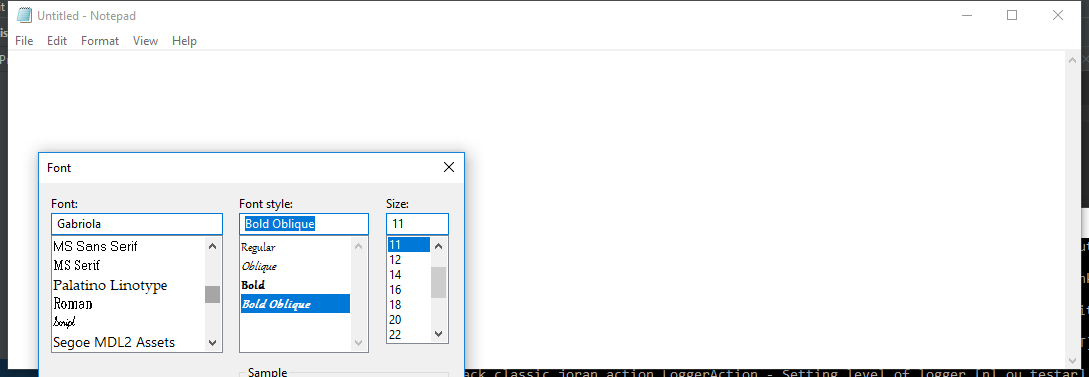 Untitled - Notepad
File Edit Format View Help
Font
Font: Font style: Size:
Gabriola Bold Oblique 11
MS Sans Serif Regular 11
MS Serif Oblique 12
Palatino Linotype Bold 14
Roman Bold Oblique 16
Script 18
Segoe MDL2 Assets 20
22
Sample
ack classic joran action LoggerAction - Setting level of logger [nl ou testar]